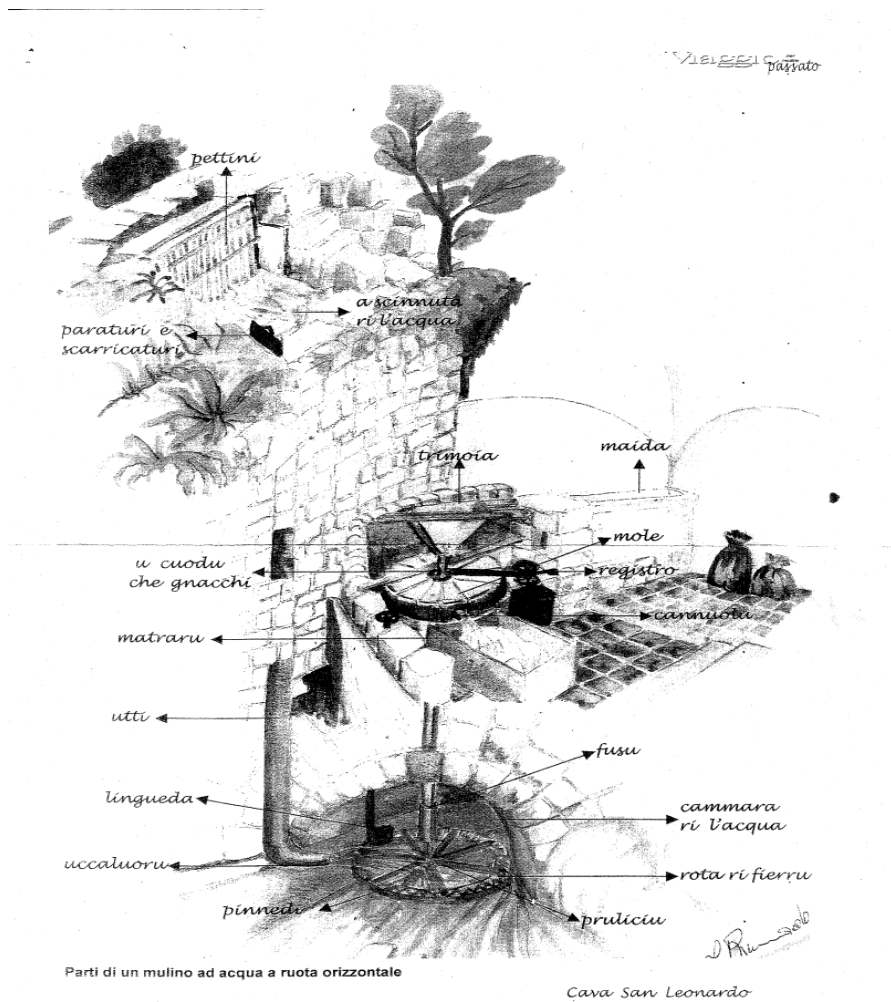 Viaggio
passato
pettini
a scinnuta
ri l'acqua
paraturi e
scarricaturi
trimoia
maida
mole
u cuodu
che gnacchi
registro
cannuolu
matraru
utti
fusu
lingueda
cammara
ri l'acqua
uccaluoru
rota ri fierru
pinnedi
pruliciu
Parti di un mulino ad acqua a ruota orizzontale
Cava San Leonardo